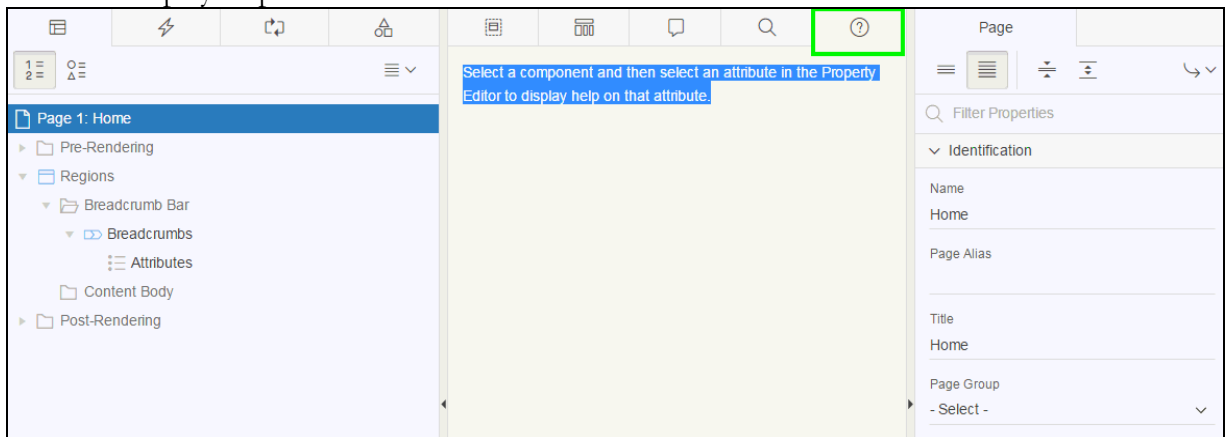 Page
1
2
Select a component and then select an attribute in the Property
Editor to display help on that attribute.
Page 1: Home
Filter Properties
Pre-Rendering
Identification
Regions
Name
Breadcrumb Bar
Home
Breadcrumbs
Page Alias
Attributes
Content Body
Post-Rendering
Title
Home
Page Group
- Select -